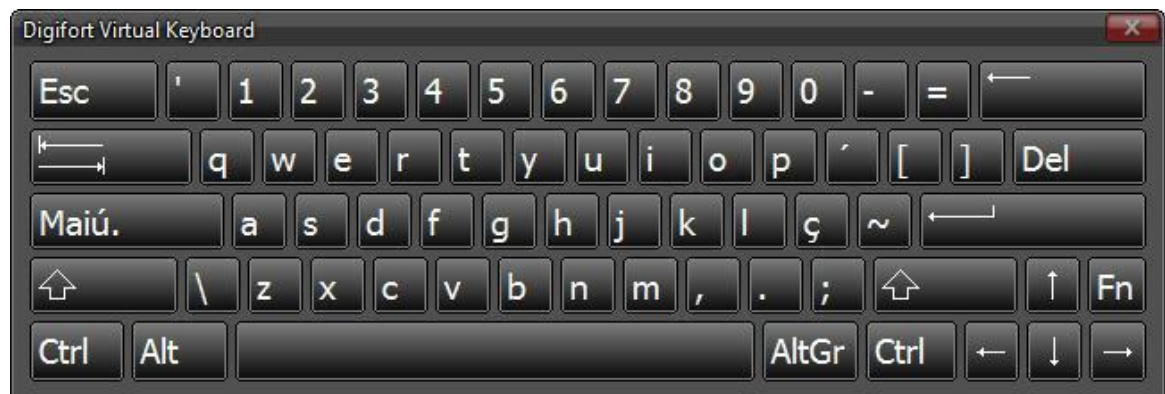 Digifort Virtual Keyboard
Esc ' 1 2 3 4 5 6 7 8 9 0 - =
q w e r t y u i o p ´ [ ] Del
Maiú. a s d f g h j k l ç ~
\ z x c v b n m , . ; ↑ Fn
Ctrl Alt AltGr Ctrl ← ↓ →